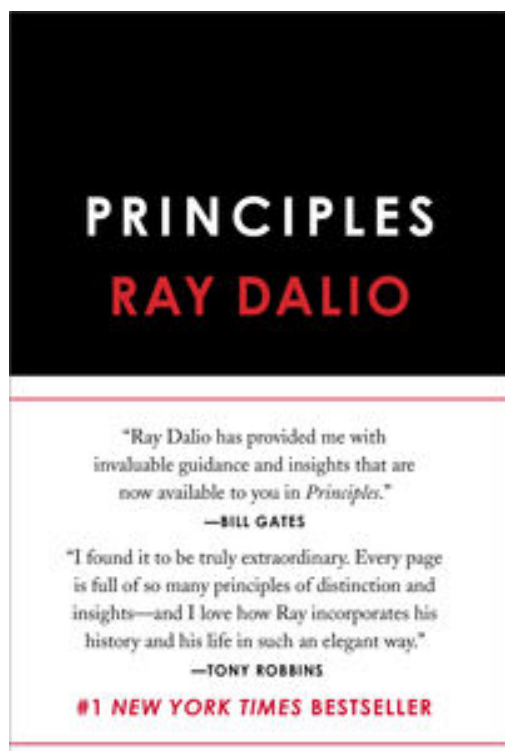 PRINCIPLES
RAY DALIO
“Ray Dalio has provided me with
invaluable guidance and insights that are
now available to you in Principles.”
—BILL GATES
“I found it to be truly extraordinary. Every page
is full of so many principles of distinction and
insights—and I love how Ray incorporates his
history and his life in such an elegant way.”
—TONY ROBBINS
#1 NEW YORK TIMES BESTSELLER